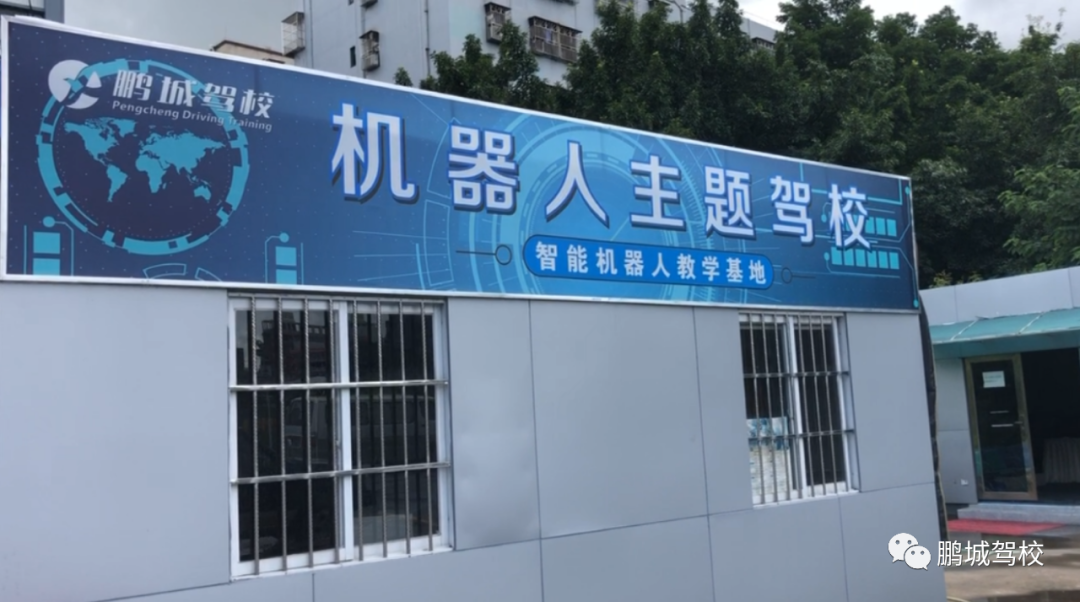 鹏城驾校
Pengcheng Driving Training
机器人主题驾校
智能机器人教学基地
鹏城驾校